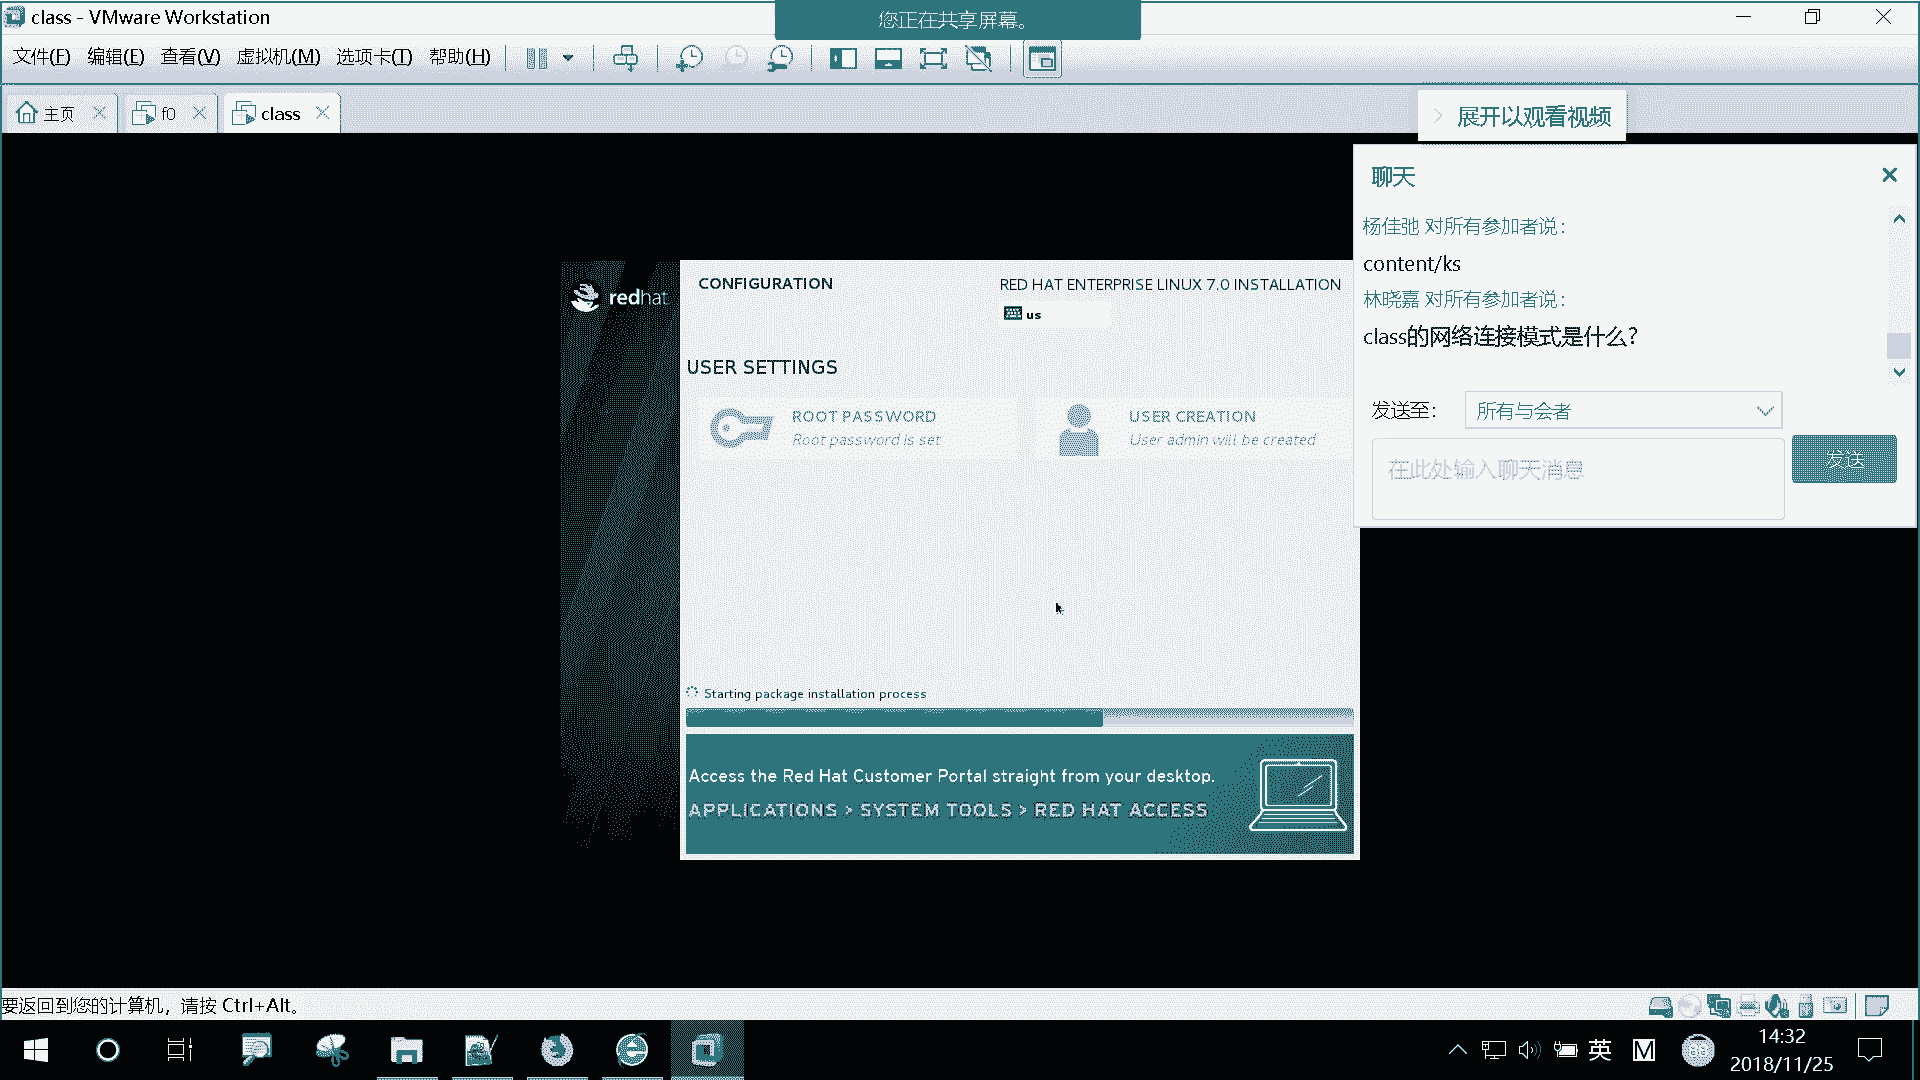 class - VMware Workstation
您正在共享屏幕。
文件(F) 编辑(E) 查看(V) 虚拟机(M) 选项卡(T) 帮助(H)
主页 f0 class
展开以观看视频
聊天
杨佳弛 对所有参加者说：
content/ks
林晓嘉 对所有参加者说：
class的网络连接模式是什么？
发送至：
所有与会者
在此处输入聊天消息
发送
redhat
CONFIGURATION
RED HAT ENTERPRISE LINUX 7.0 INSTALLATION
us
USER SETTINGS
ROOT PASSWORD
Root password is set
USER CREATION
User admin will be created
Starting package installation process
Access the Red Hat Customer Portal straight from your desktop.
APPLICATIONS > SYSTEM TOOLS > RED HAT ACCESS
要返回到您的计算机，请按 Ctrl+Alt。
英
M
88
14:32
2018/11/25